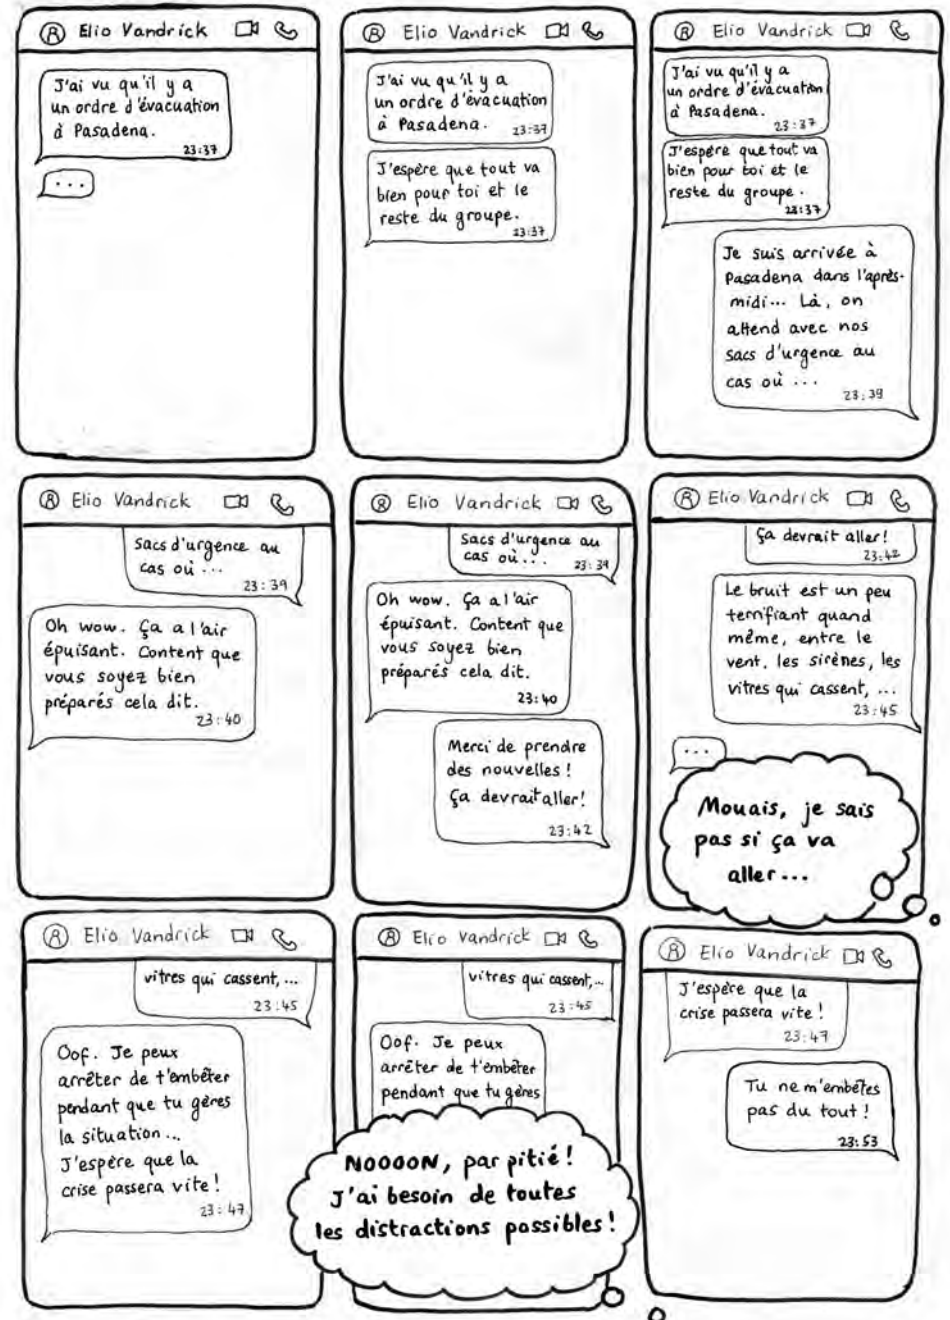 Elio Vandrick
J'ai vu qu'il y a
un ordre d'évacuation
à Pasadena.
23:37
...
Elio Vandrick
J'ai vu qu'il y a
un ordre d'évacuation
à Pasadena.
23:37
J'espère que tout va
bien pour toi et le
reste du groupe.
23:37
Elio Vandrick
J'ai vu qu'il y a
un ordre d'évacuation
à Pasadena.
23:37
J'espère que tout va
bien pour toi et le
reste du groupe.
23:37
Je suis arrivée à
Pasadena dans l'après-
midi... Là, on
attend avec nos
sacs d'urgence au
cas où ...
23:39
Elio Vandrick
sacs d'urgence au
cas où ...
23:39
Oh wow. Ça a l'air
épuisant. Content que
vous soyez bien
préparés cela dit.
23:40
Elio Vandrick
sacs d'urgence au
cas où ...
23:39
Oh wow. Ça a l'air
épuisant. Content que
vous soyez bien
préparés cela dit.
23:40
Merci de prendre
des nouvelles !
Ça devrait aller!
23:42
Elio Vandrick
Ça devrait aller!
23:42
Le bruit est un peu
terrifiant quand
même, entre le
vent, les sirènes, les
vitres qui cassent, ...
23:45
...
Mouais, je sais
pas si ça va
aller...
Elio Vandrick
vitres qui cassent, ...
23:45
Oof. Je peux
arrêter de t'embêter
pendant que tu gères
la situation...
J'espère que la
crise passera vite !
23:47
Elio Vandrick
vitres qui cassent, ...
23:45
Oof. Je peux
arrêter de t'embêter
pendant que tu gères
NOOOON, par pitié !
J'ai besoin de toutes
les distractions possibles !
Elio Vandrick
J'espère que la
crise passera vite !
23:47
Tu ne m'embêtes
pas du tout !
23:53